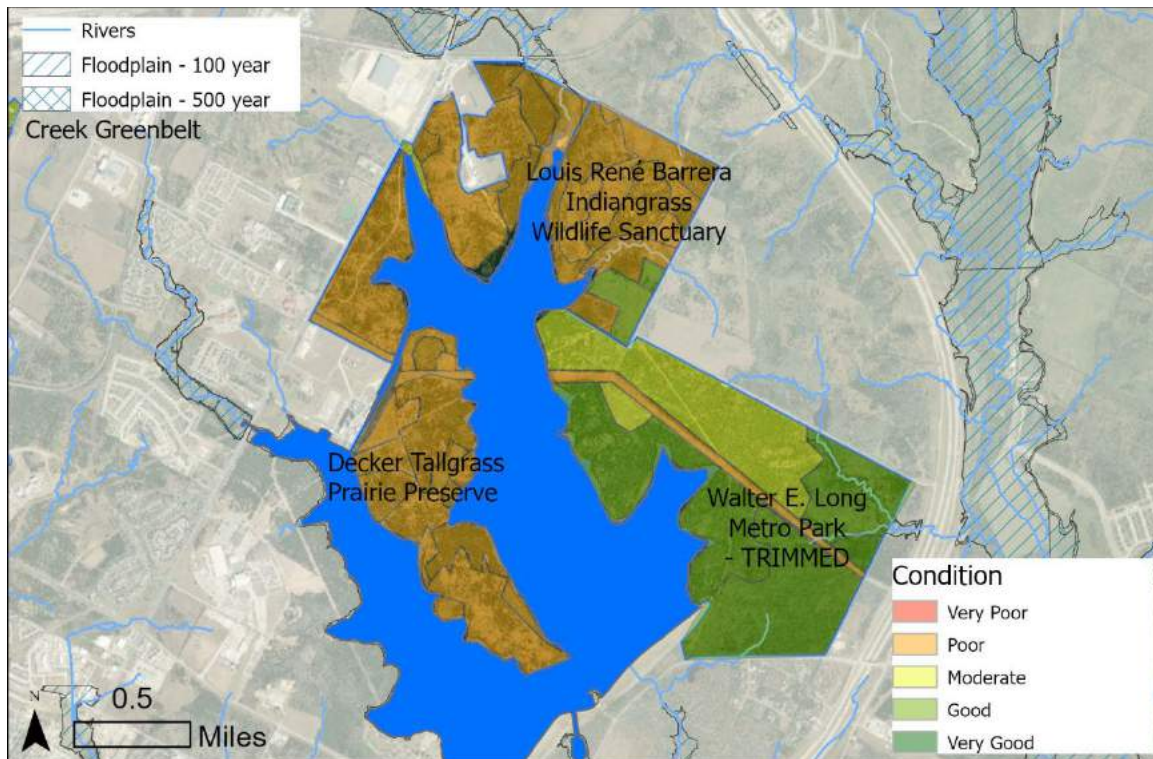 Rivers
Floodplain - 100 year
Floodplain - 500 year
Creek Greenbelt
Louis René Barrera
Indiangrass
Wildlife Sanctuary
Decker Tallgrass
Prairie Preserve
Walter E. Long
Metro Park
- TRIMMED
Condition
Very Poor
Poor
Moderate
Good
Very Good
N
0.5
Miles